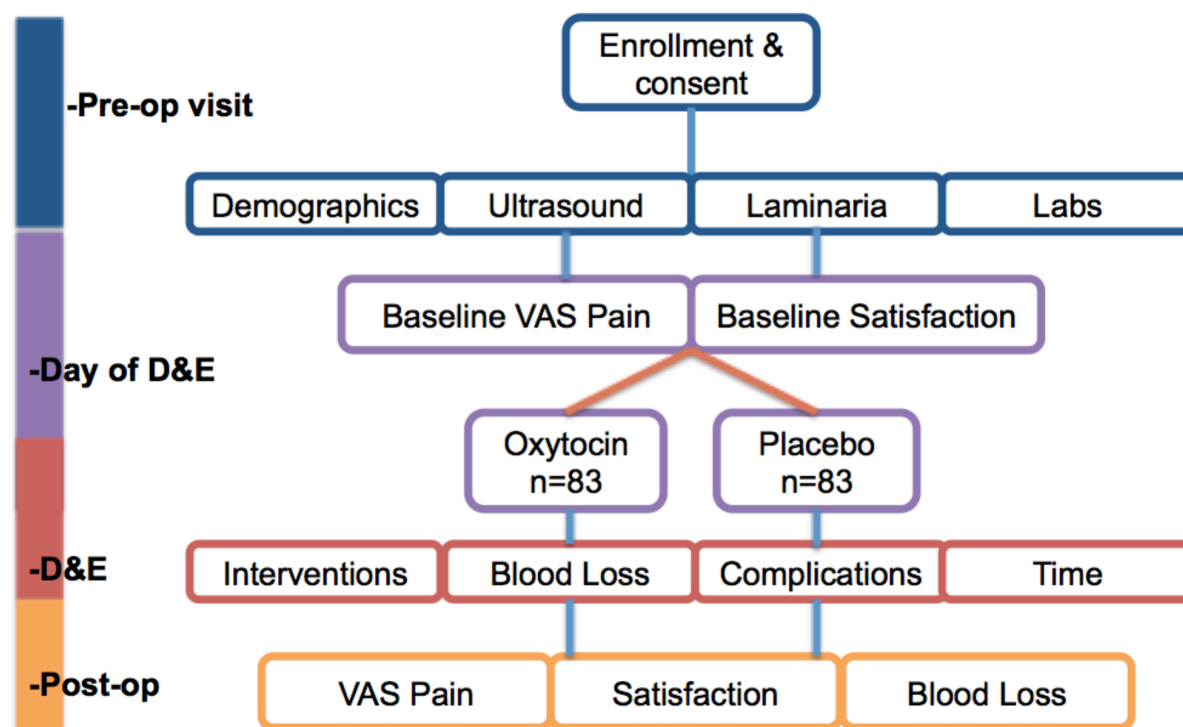 Enrollment &
consent
-Pre-op visit
Demographics Ultrasound Laminaria Labs
Baseline VAS Pain Baseline Satisfaction
-Day of D&E
Oxytocin Placebo
n=83 n=83
-D&E
Interventions Blood Loss Complications Time
-Post-op
VAS Pain Satisfaction Blood Loss